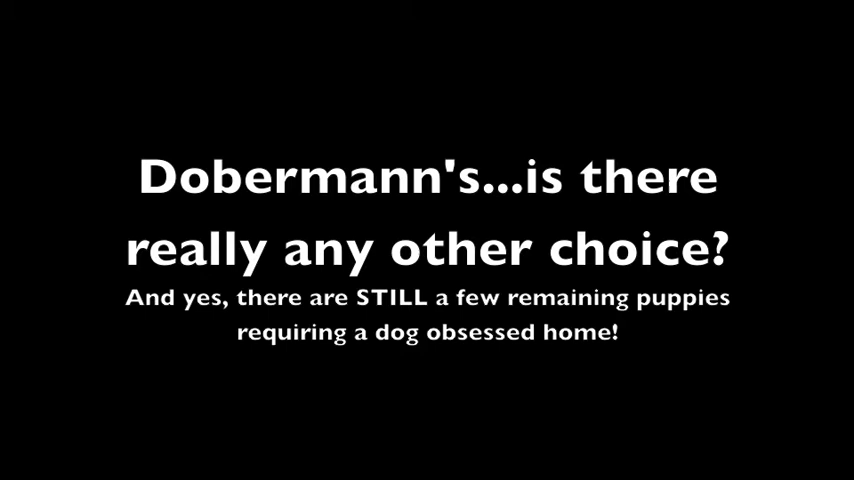 Dobermann's...is there
really any other choice?
And yes, there are STILL a few remaining puppies
requiring a dog obsessed home!